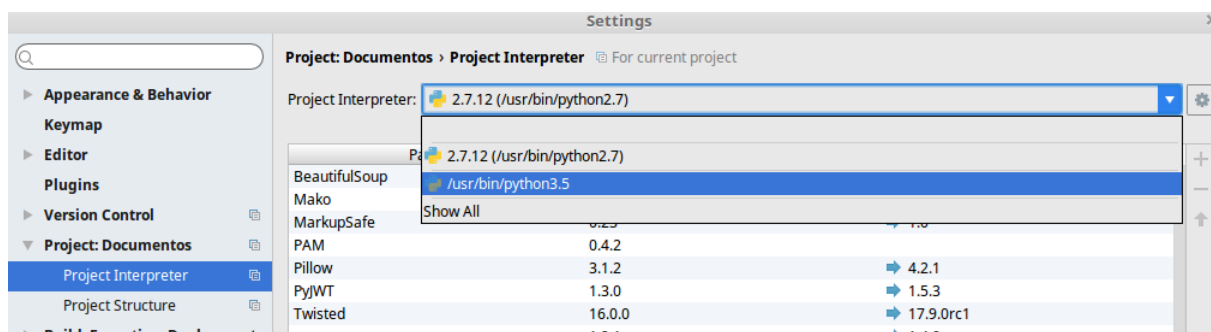 Settings
Project: Documentos › Project Interpreter For current project
Appearance & Behavior
Project Interpreter: 2.7.12 (/usr/bin/python2.7)
Keymap
Editor
2.7.12 (/usr/bin/python2.7)
Plugins
BeautifulSoup
/usr/bin/python3.5
Mako
Show All
Version Control
MarkupSafe
Project: Documentos
PAM 0.4.2
Project Interpreter
Pillow 3.1.2 4.2.1
PyJWT 1.3.0 1.5.3
Project Structure
Twisted 16.0.0 17.9.0rc1